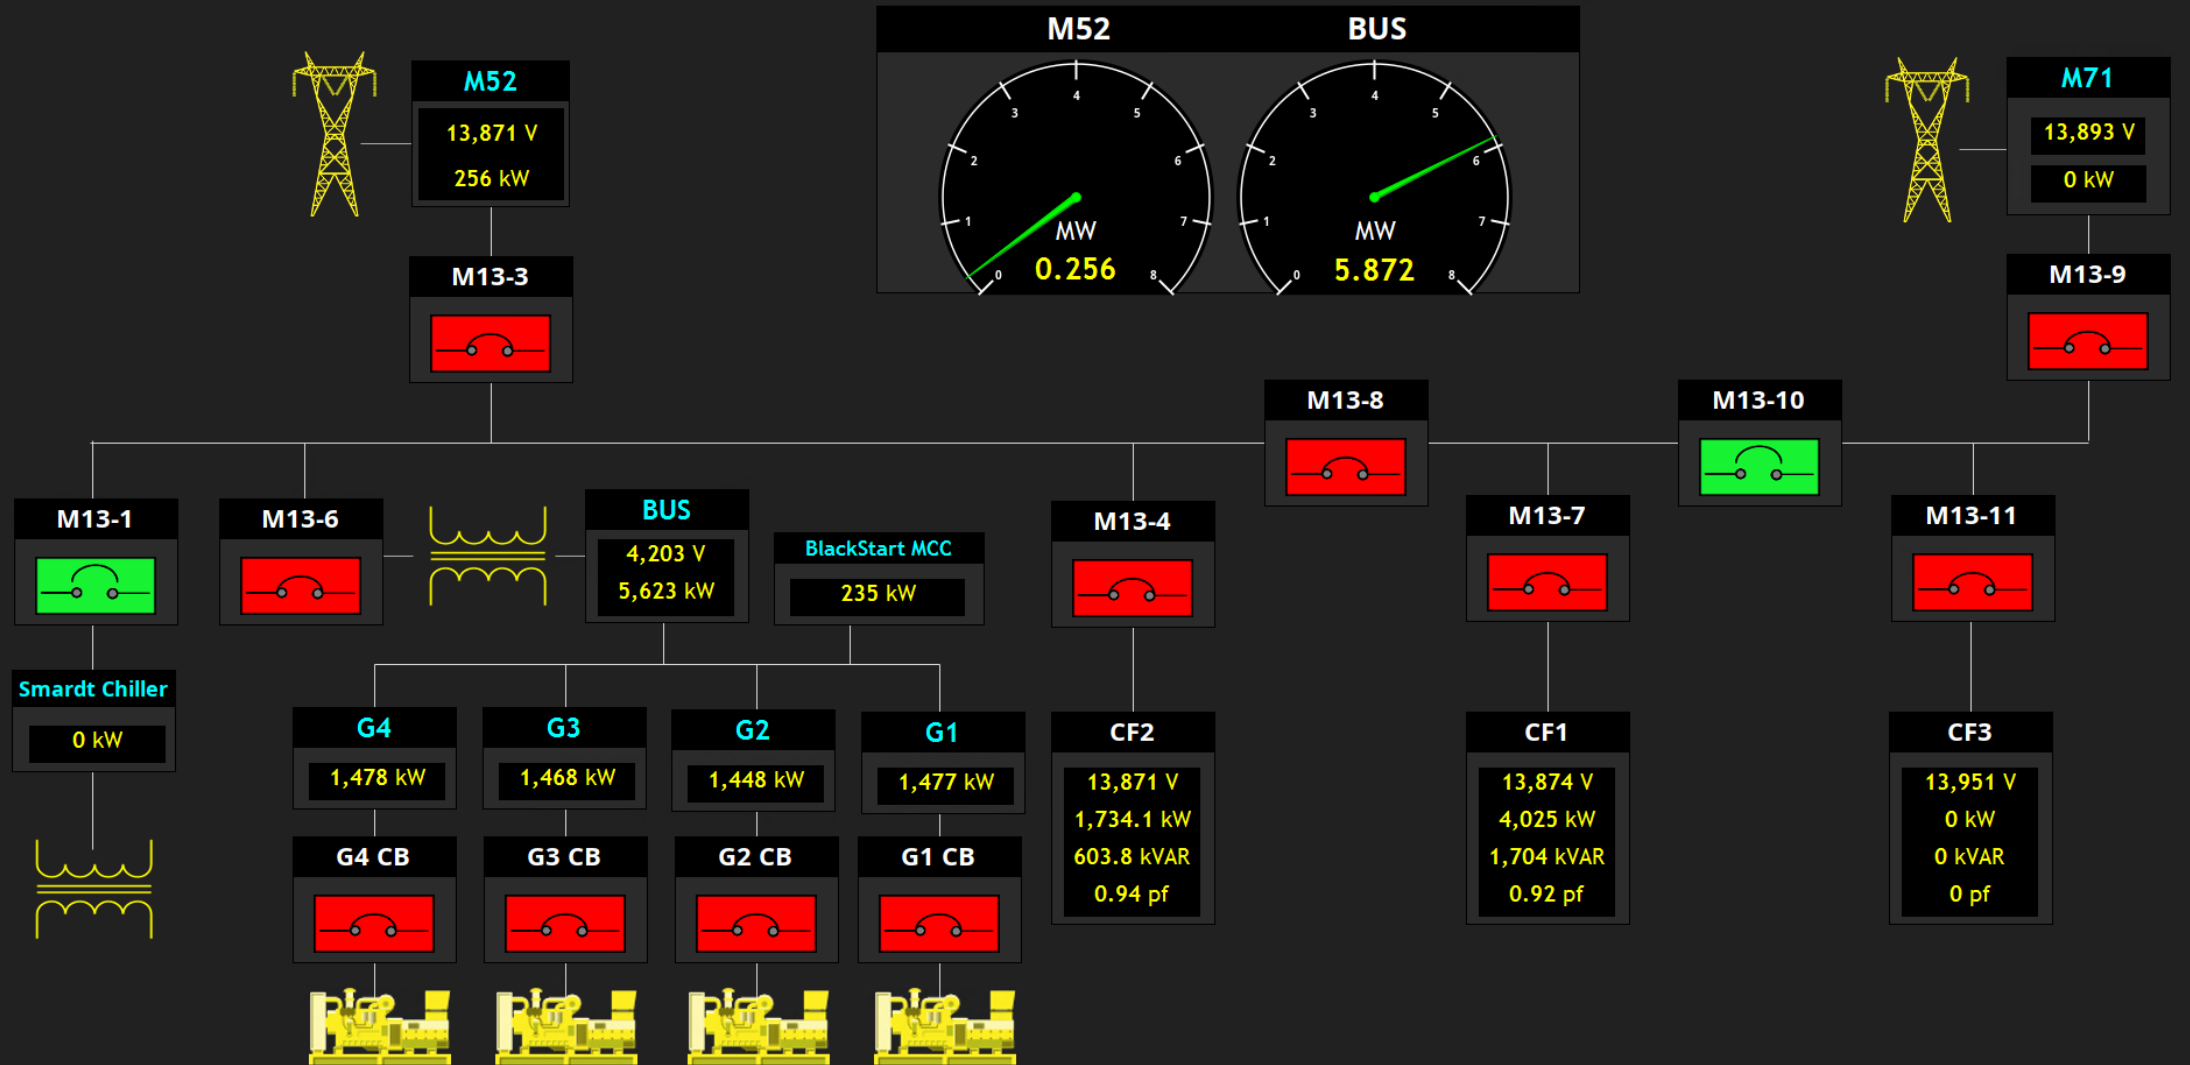 M52
BUS
4
3
5
2
6
1
7
0
8
MW
0.256
4
3
5
2
6
1
7
0
8
MW
5.872
M52
13,871 V
256 kW
M71
13,893 V
0 kW
M13-3
M13-9
M13-8
M13-10
M13-1
M13-6
BUS
4,203 V
5,623 kW
BlackStart MCC
235 kW
M13-4
M13-7
M13-11
Smardt Chiller
0 kW
G4
1,478 kW
G3
1,468 kW
G2
1,448 kW
G1
1,477 kW
G4 CB
G3 CB
G2 CB
G1 CB
CF2
13,871 V
1,734.1 kW
603.8 kVAR
0.94 pf
CF1
13,874 V
4,025 kW
1,704 kVAR
0.92 pf
CF3
13,951 V
0 kW
0 kVAR
0 pf